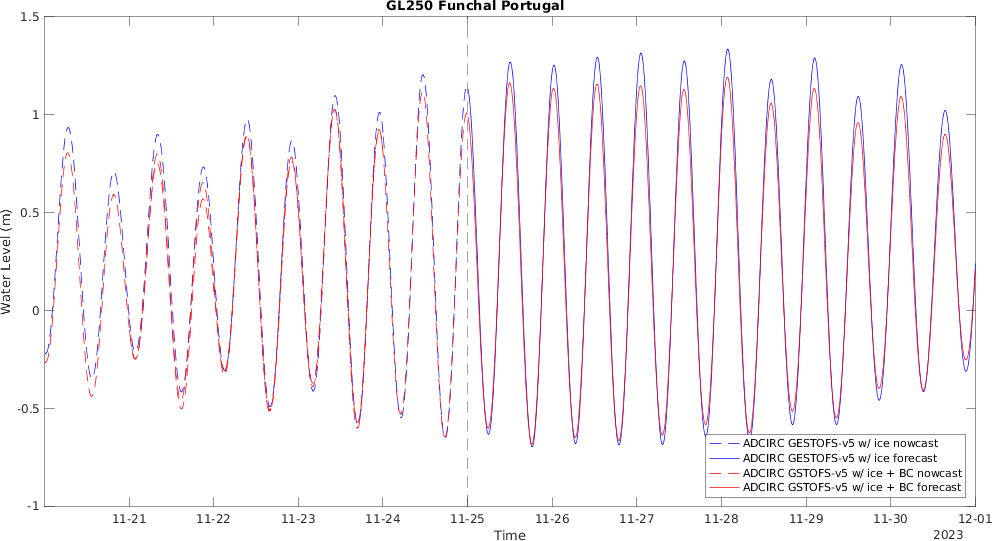 GL250 Funchal Portugal
1.5
1
0.5
0
-0.5
-1
Water Level (m)
ADCIRC GESTOFS-v5 w/ ice nowcast
ADCIRC GESTOFS-v5 w/ ice forecast
ADCIRC GSTOFS-v5 w/ ice + BC nowcast
ADCIRC GSTOFS-v5 w/ ice + BC forecast
11-21 11-22 11-23 11-24 11-25 11-26 11-27 11-28 11-29 11-30 12-01
Time
2023